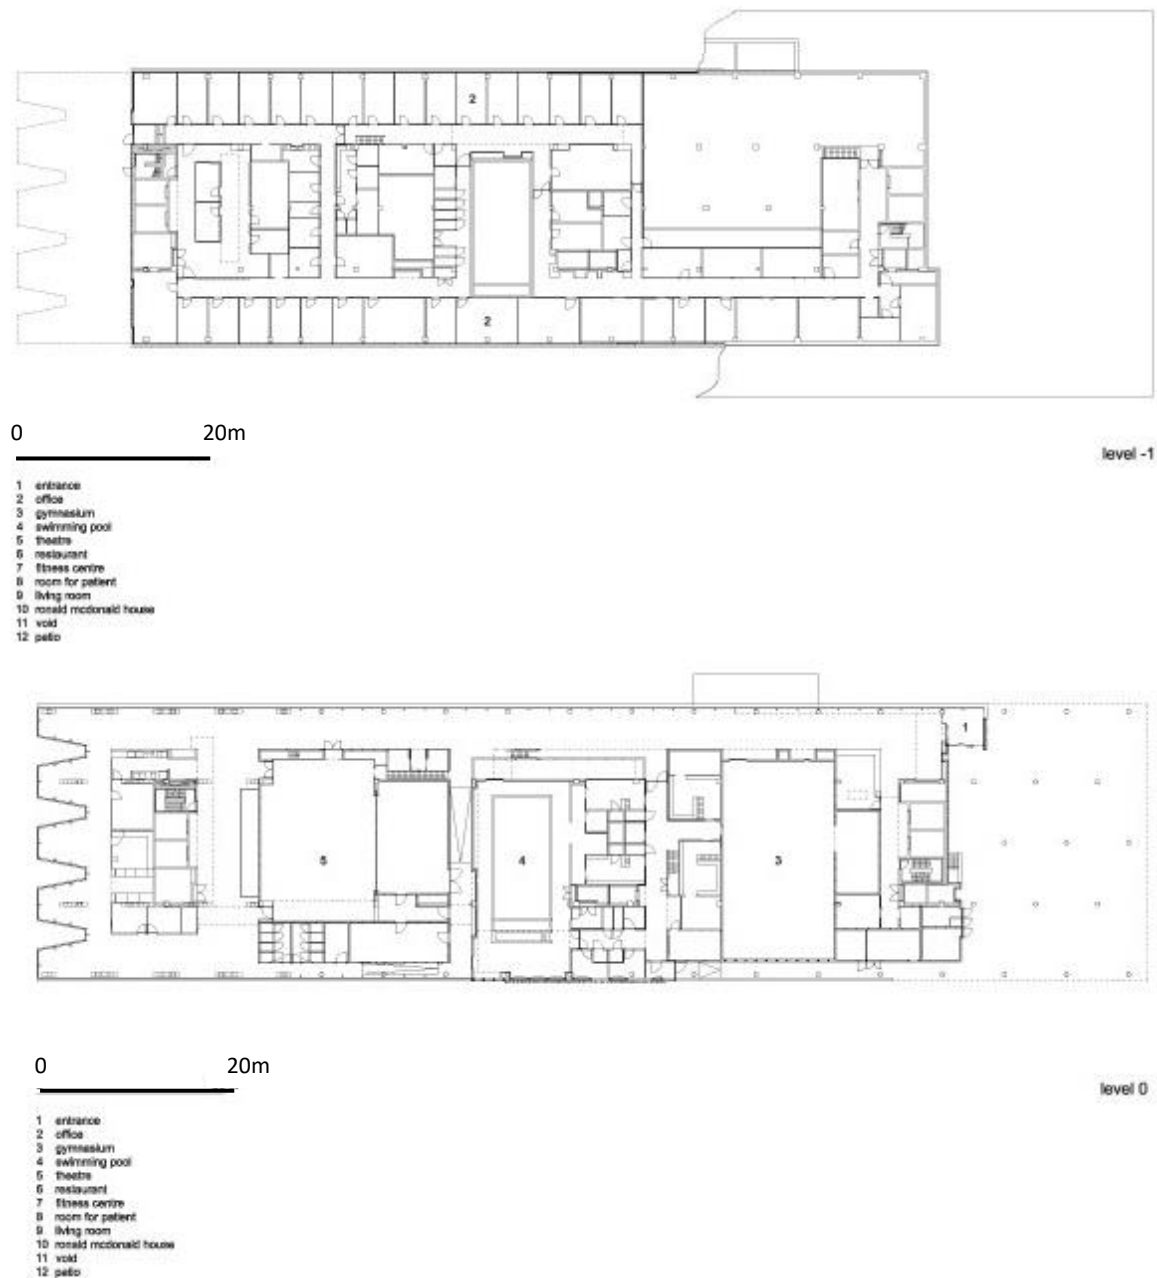 2
2
0 20m
level -1
1 entrance
2 office
3 gymnasium
4 swimming pool
5 theatre
6 restaurant
7 fitness centre
8 room for patient
9 living room
10 ronald mcdonald house
11 void
12 patio
1
5
4
3
0 20m
level 0
1 entrance
2 office
3 gymnasium
4 swimming pool
5 theatre
6 restaurant
7 fitness centre
8 room for patient
9 living room
10 ronald mcdonald house
11 void
12 patio